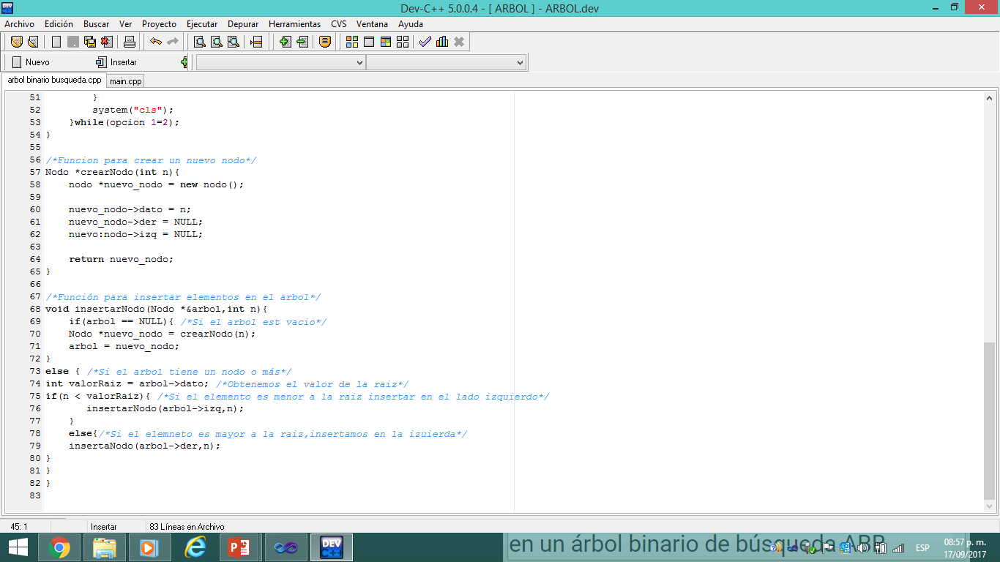 Dev-C++ 5.0.0.4 - [ ARBOL ] - ARBOL.dev
Archivo Edición Buscar Ver Proyecto Ejecutar Depurar Herramientas CVS Ventana Ayuda
Nuevo Insertar
arbol binario busqueda.cpp main.cpp
51 }
52 system("cls");
53 }while(opcion 1=2);
54 }
55
56 /*Funcion para crear un nuevo nodo*/
57 Nodo *crearNodo(int n){
58 nodo *nuevo_nodo = new nodo();
59
60 nuevo_nodo->dato = n;
61 nuevo_nodo->der = NULL;
62 nuevo:nodo->izq = NULL;
63
64 return nuevo_nodo;
65 }
66
67 /*Función para insertar elementos en el arbol*/
68 void insertarNodo(Nodo *&arbol,int n){
69 if(arbol == NULL){ /*Si el arbol est vacio*/
70 Nodo *nuevo_nodo = crearNodo(n);
71 arbol = nuevo_nodo;
72 }
73 else { /*Si el arbol tiene un nodo o más*/
74 int valorRaiz = arbol->dato; /*Obtenemos el valor de la raiz*/
75 if(n < valorRaiz){ /*Si el elemento es menor a la raiz insertar en el lado izquierdo*/
76 insertarNodo(arbol->izq,n);
77 }
78 else{/*Si el elemneto es mayor a la raiz,insertamos en la izuierda*/
79 insertaNodo(arbol->der,n);
80 }
81 }
82 }
83
45: 1 Insertar 83 Líneas en Archivo
en un árbol binario de búsqueda ABB
ESP
08:57 p. m.
17/09/2017